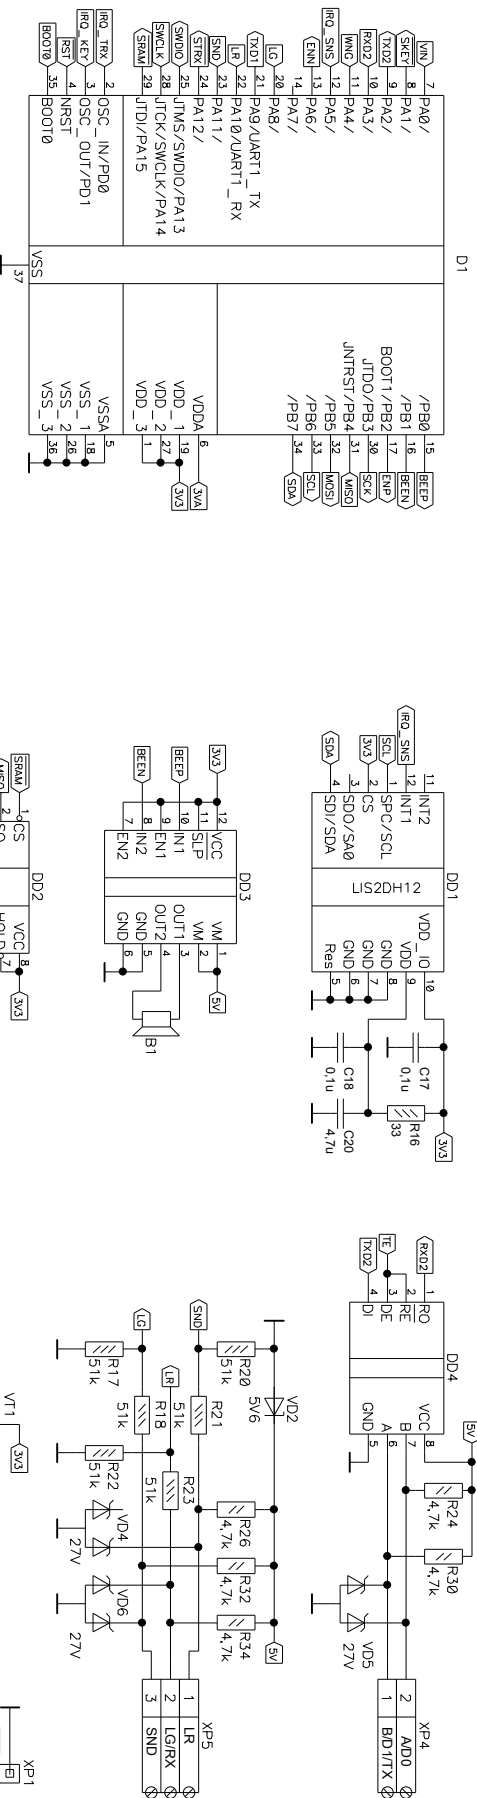 D1
VIN 7 PA0/
SKEY 8 PA1/
TXD2 9 PA2/
RXD2 10 PA3/
WNG 11 PA4/
IRQ_SNS 12 PA5/
ENN 13 PA6/
14 PA7/
LG 20 PA8/
TXD1 21 PA9/UART1_TX
LR 22 PA10/UART1_RX
SND 23 PA11/
STRX 24 PA12/
SWDIO 25 JTMS/SWDIO/PA13
SWCLK 28 JTCK/SWCLK/PA14
SRAM 29 JTDI/PA15
IRQ_TRX 2 OSC_IN/PD0
IRQ_KEY 3 OSC_OUT/PD1
RST 4 NRST
BOOT0 35 BOOT0
VSS 37
/PB0 15 BEEP
/PB1 16 BEEN
BOOT1/PB2 17 ENP
JTDO/PB3 30 SCK
JNTRST/PB4 31 MISO
/PB5 32 MOSI
/PB6 33 SCL
/PB7 34 SDA
VDDA 6 3VA
VDD_1 19 3V3
VDD_2 27
VDD_3 1
VSSA 5
VSS_1 18
VSS_2 26
VSS_3 36
DD1
LIS2DH12
11 INT2
IRQ_SNS 12 INT1
SCL 1 SPC/SCL
3V3 2 CS
3 SDO/SA0
SDA 4 SDI/SDA
VDD_IO 10
VDD 9
GND 8
GND 7
GND 6
Res 5
C17
0,1u
C18
0,1u
R16
33
C20
4,7u
3V3
DD3
3V3 12 VCC
11 SLP
BEEP 10 IN1
9 EN1
BEEN 8 IN2
7 EN2
VM 1 5V
VM 2
OUT1 3
OUT2 4
GND 5
GND 6
B1
DD2
SRAM 1 CS
MISO 2 SO
VCC 8 3V3
HOLD 7
DD4
RXD2 1 RO
2 RE
TE 3 DE
TXD2 4 DI
VCC 8 5V
B 7
A 6
GND 5
R24
4,7k
R30
4,7k
VD5
27V
XP4
2 A/D0
1 B/D1/TX
VD2
5V6
SND
R20
51k
R21
51k
LG
R17
51k
R18
51k
LR
R22
51k
R23
51k
R26
4,7k
R32
4,7k
R34
4,7k
5V
VD4
27V
VD6
27V
XP5
1 LR
2 LG/RX
3 SND
VT1
3V3
XP1